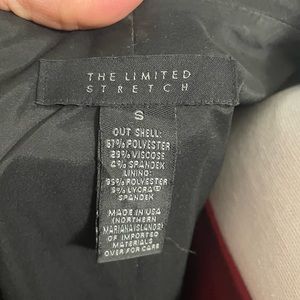 THE LIMITED
STRETCH
S
OUT SHELL:
67% POLYESTER
29% VISCOSE
4% SPANDEX
LINING:
95% POLYESTER
5% LYCRA®
SPANDEX
MADE IN USA
(NORTHERN
MARIANA ISLANDS)
OF IMPORTED
MATERIALS
OVER FOR CARE